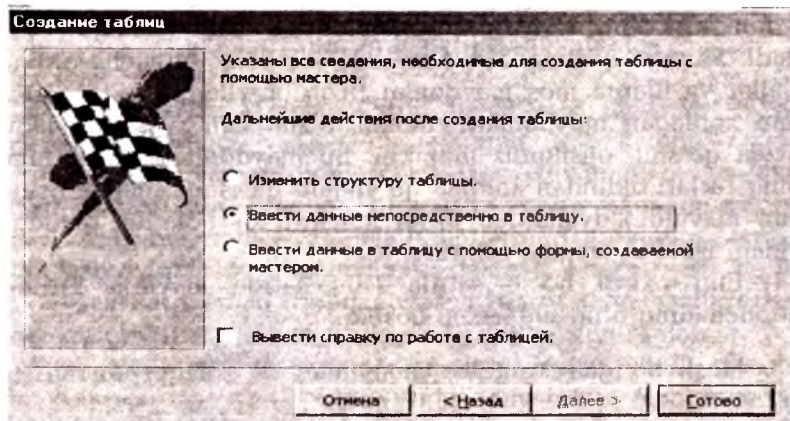 Создание таблиц
Указаны все сведения, необходимые для создания таблицы с
помощью мастера.
Дальнейшие действия после создания таблицы:
Изменить структуру таблицы.
Ввести данные непосредственно в таблицу.
Ввести данные в таблицу с помощью формы, создаваемой
мастером.
Вывести справку по работе с таблицей.
Отмена
< Назад
Далее >
Готово